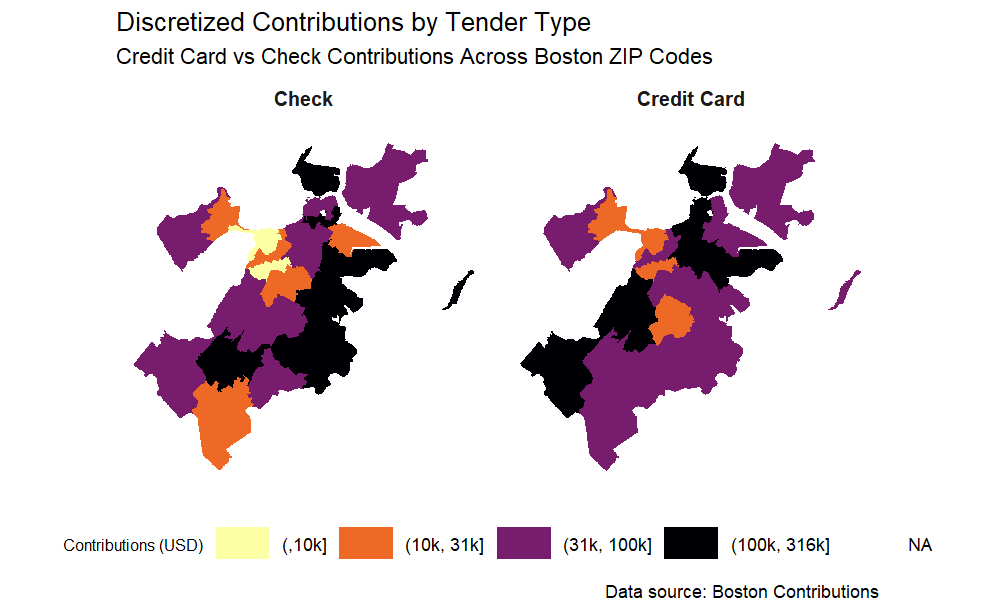 Discretized Contributions by Tender Type
Credit Card vs Check Contributions Across Boston ZIP Codes
Check
Credit Card
Contributions (USD) (,10k] (10k, 31k] (31k, 100k] (100k, 316k] NA
Data source: Boston Contributions